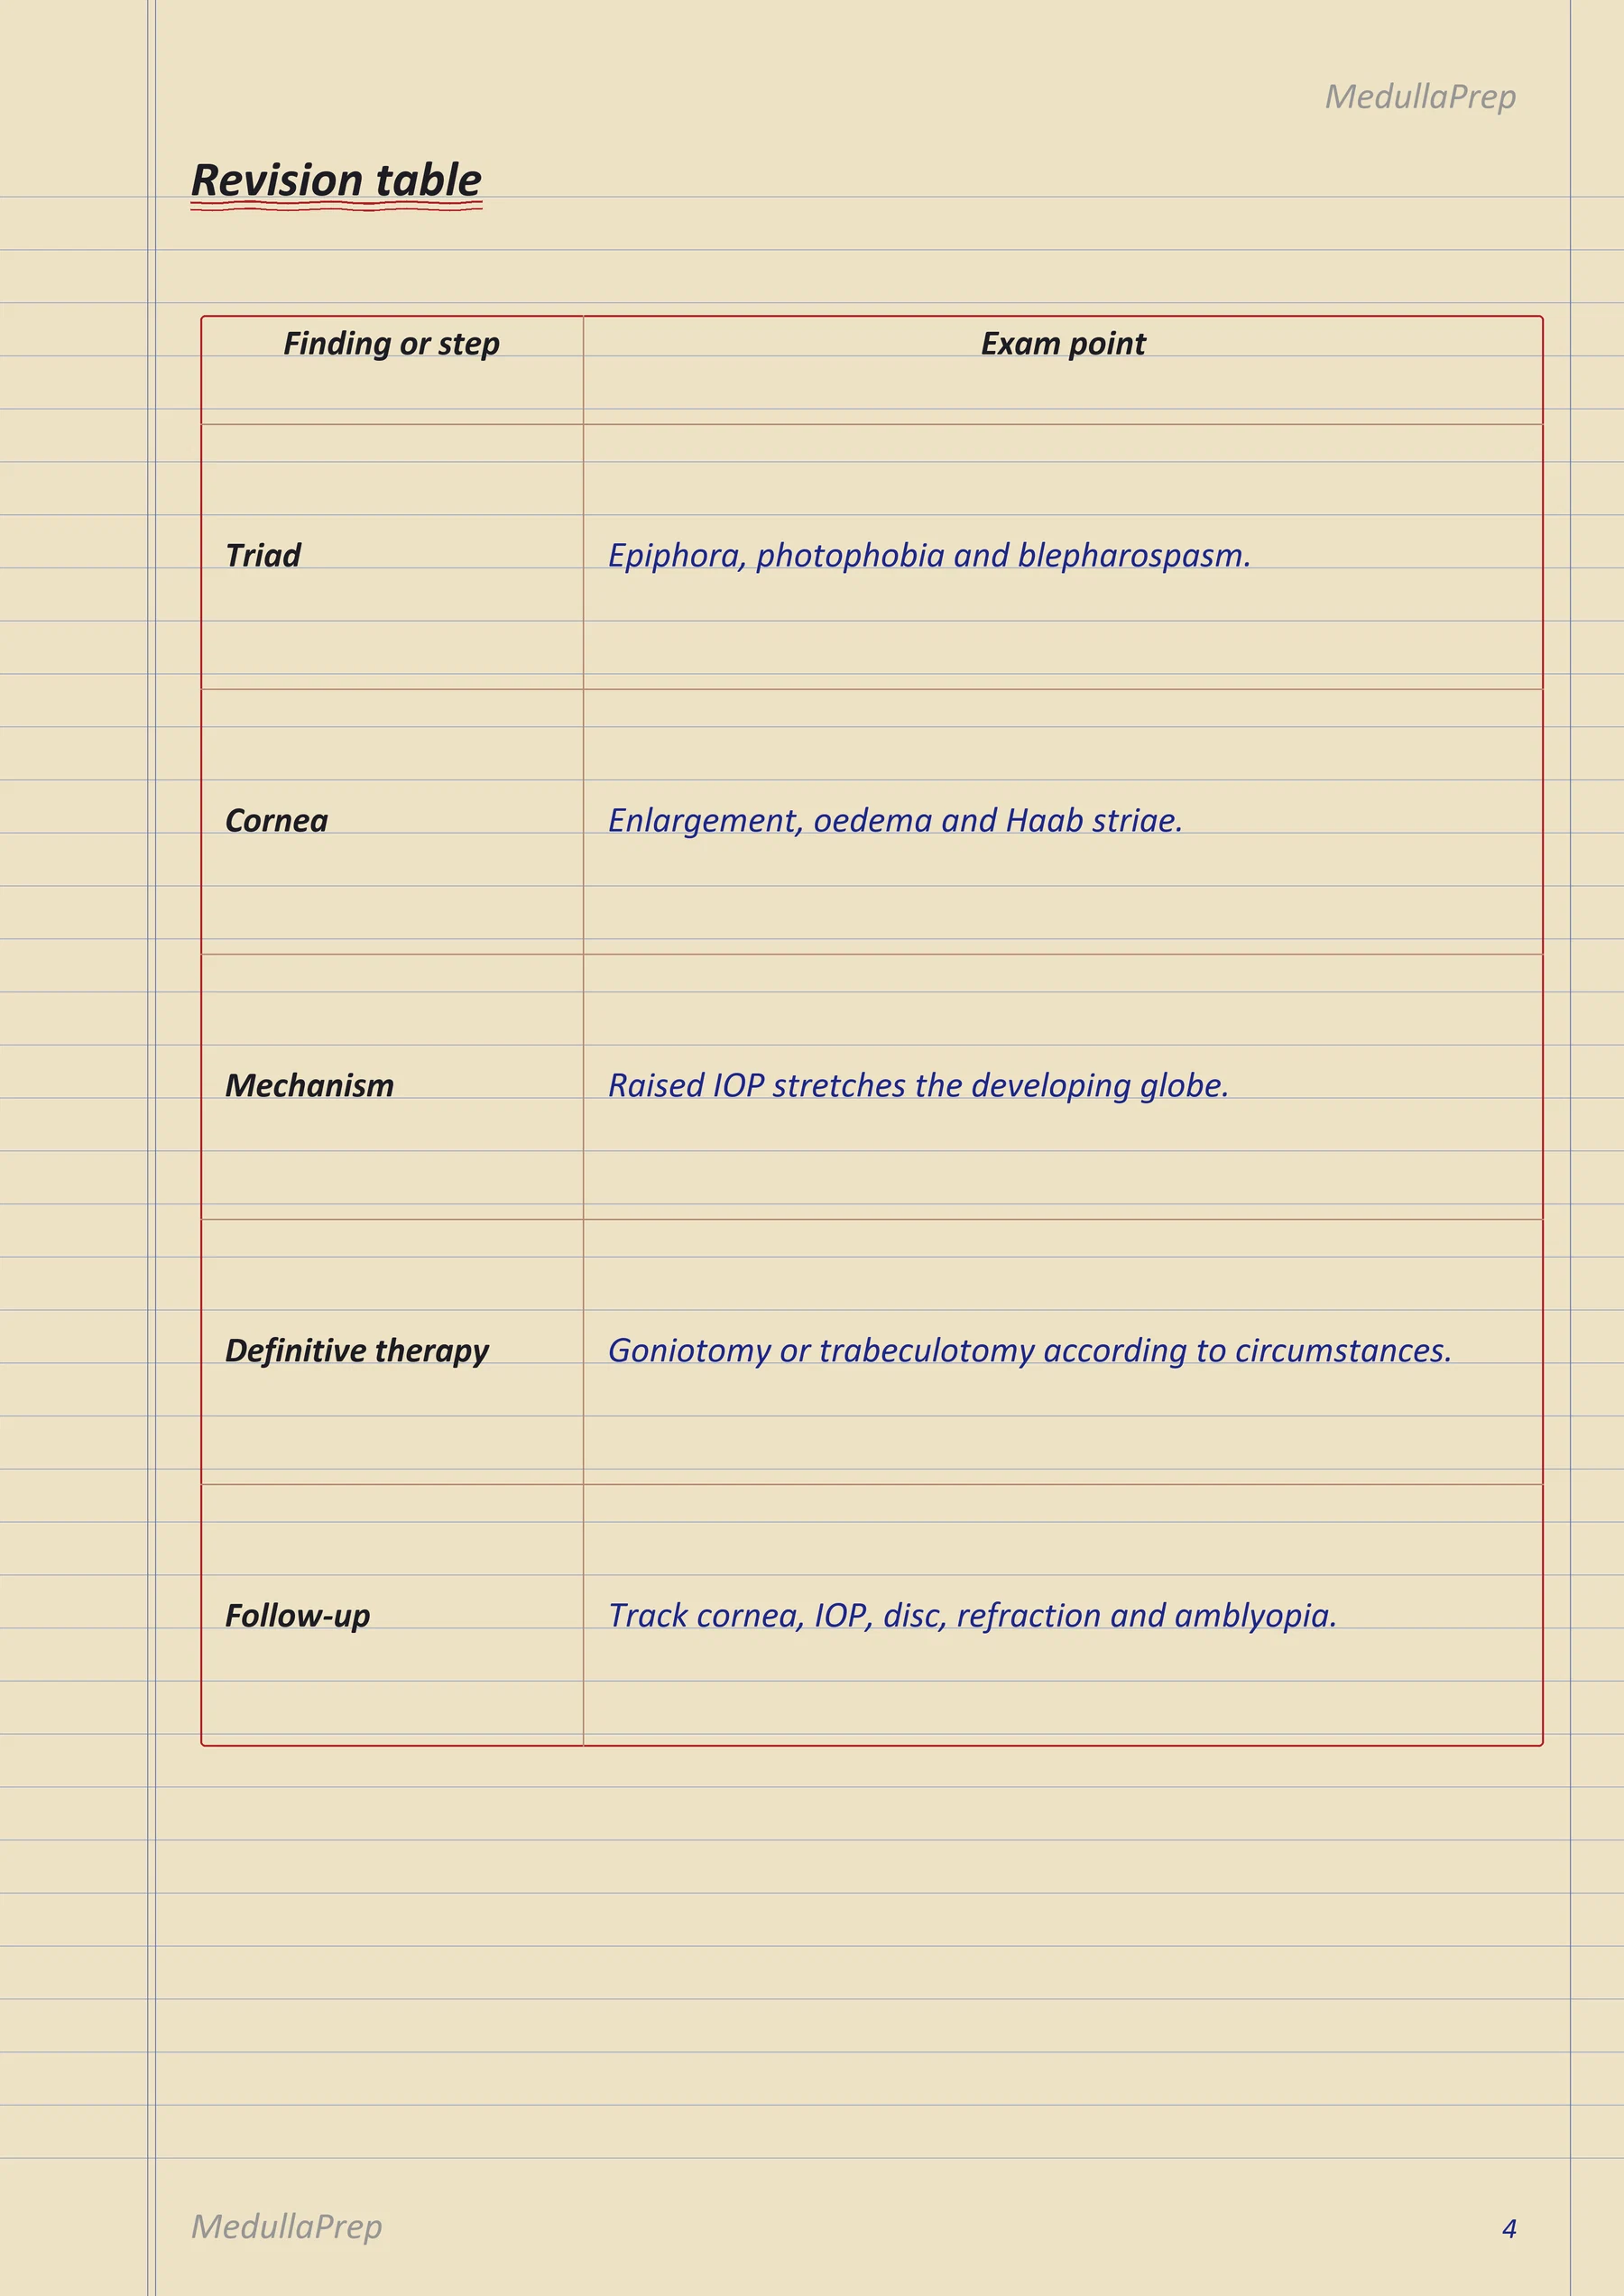 MedullaPrep
Revision table
Finding or step Exam point
Triad Epiphora, photophobia and blepharospasm.
Cornea Enlargement, oedema and Haab striae.
Mechanism Raised IOP stretches the developing globe.
Definitive therapy Goniotomy or trabeculotomy according to circumstances.
Follow-up Track cornea, IOP, disc, refraction and amblyopia.
MedullaPrep 4